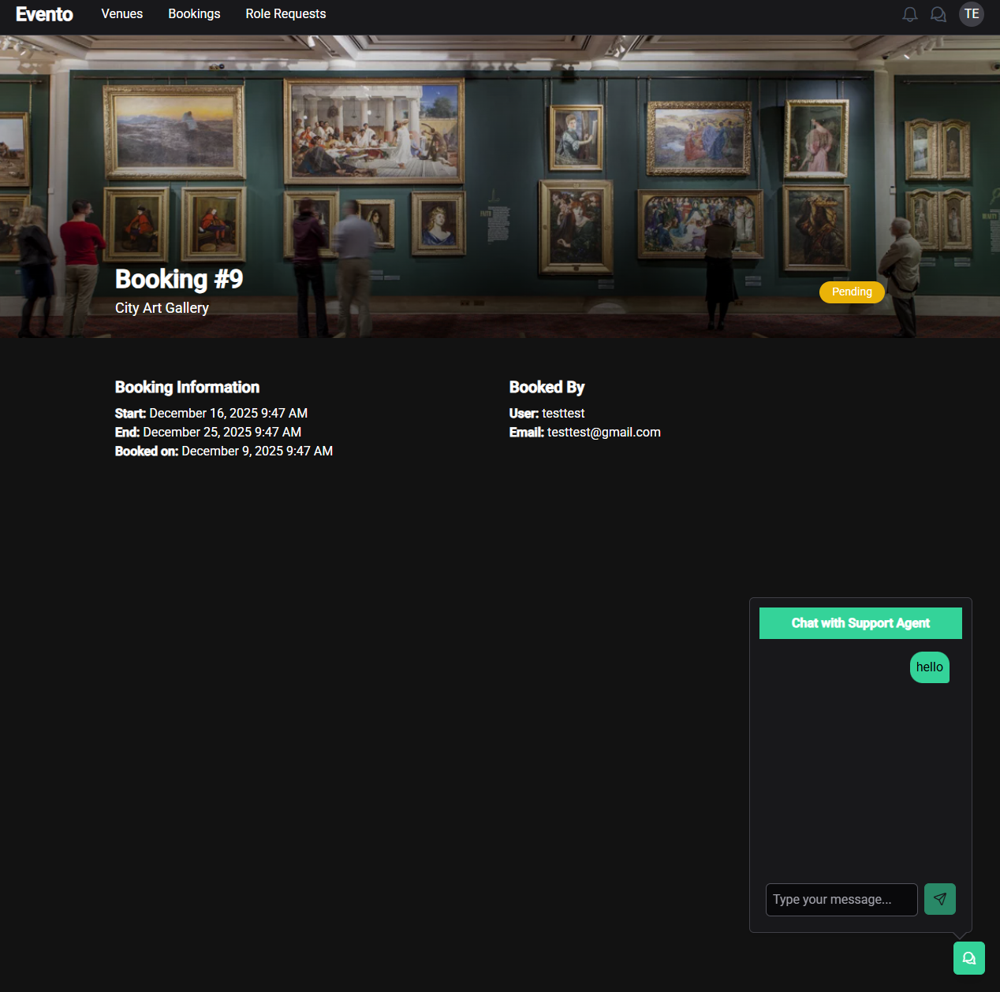 Evento
Venues
Bookings
Role Requests
TE
Booking #9
City Art Gallery
Pending
Booking Information
Start: December 16, 2025 9:47 AM
End: December 25, 2025 9:47 AM
Booked on: December 9, 2025 9:47 AM
Booked By
User: testtest
Email: testtest@gmail.com
Chat with Support Agent
hello
Type your message...